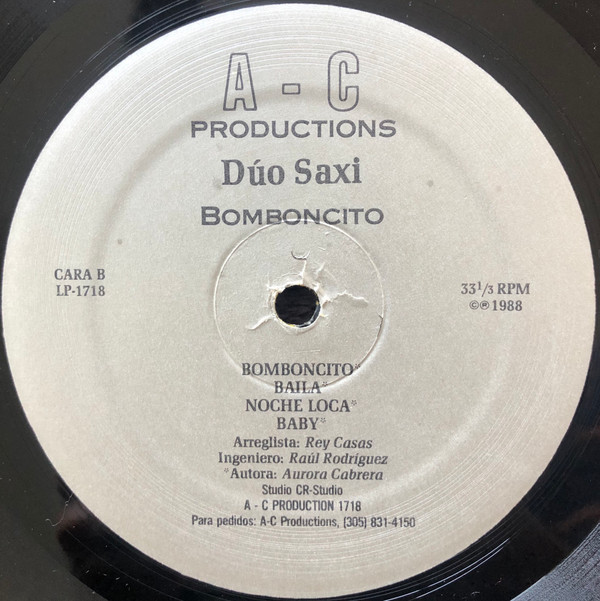 A - C
PRODUCTIONS
Dúo Saxi
BOMBONCITO
CARA B
LP-1718
33 1/3 RPM
©℗ 1988
BOMBONCITO*
BAILA*
NOCHE LOCA*
BABY*
Arreglista: Rey Casas
Ingeniero: Raúl Rodríguez
*Autora: Aurora Cabrera
Studio CR-Studio
A - C PRODUCTION 1718
Para pedidos: A-C Productions, (305) 831-4150